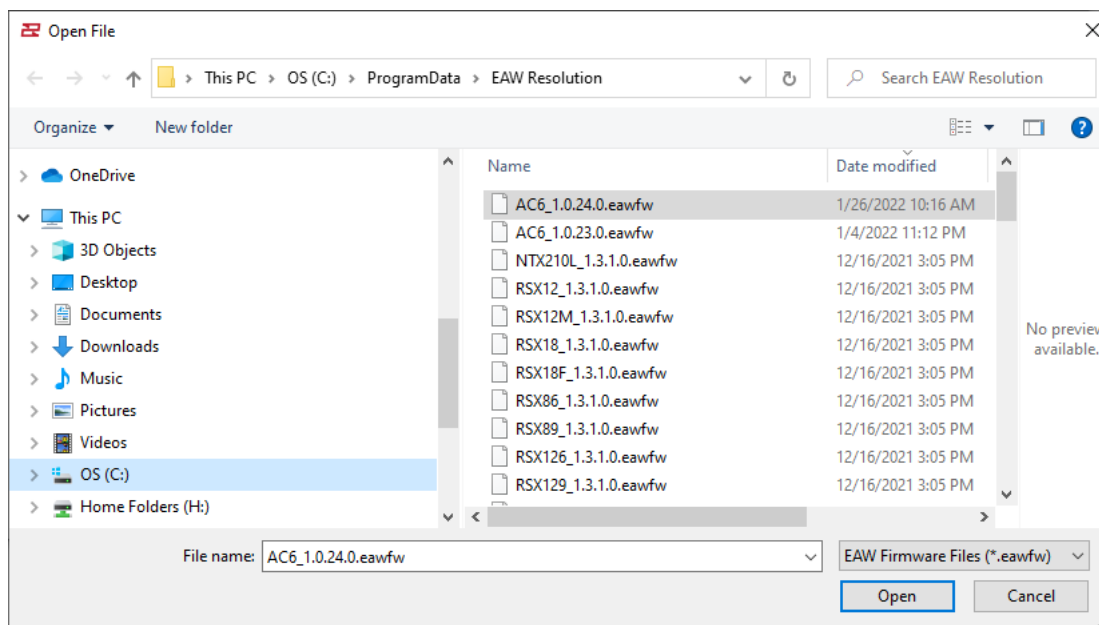 Open File
This PC > OS (C:) > ProgramData > EAW Resolution
Search EAW Resolution
Organize
New folder
OneDrive
This PC
3D Objects
Desktop
Documents
Downloads
Music
Pictures
Videos
OS (C:)
Home Folders (H:)
Name Date modified
AC6_1.0.24.0.eawfw 1/26/2022 10:16 AM
AC6_1.0.23.0.eawfw 1/4/2022 11:12 PM
NTX210L_1.3.1.0.eawfw 12/16/2021 3:05 PM
RSX12_1.3.1.0.eawfw 12/16/2021 3:05 PM
RSX12M_1.3.1.0.eawfw 12/16/2021 3:05 PM
RSX18_1.3.1.0.eawfw 12/16/2021 3:05 PM
RSX18F_1.3.1.0.eawfw 12/16/2021 3:05 PM
RSX86_1.3.1.0.eawfw 12/16/2021 3:05 PM
RSX89_1.3.1.0.eawfw 12/16/2021 3:05 PM
RSX126_1.3.1.0.eawfw 12/16/2021 3:05 PM
RSX129_1.3.1.0.eawfw 12/16/2021 3:05 PM
No preview
available.
File name: AC6_1.0.24.0.eawfw
EAW Firmware Files (*.eawfw)
Open
Cancel